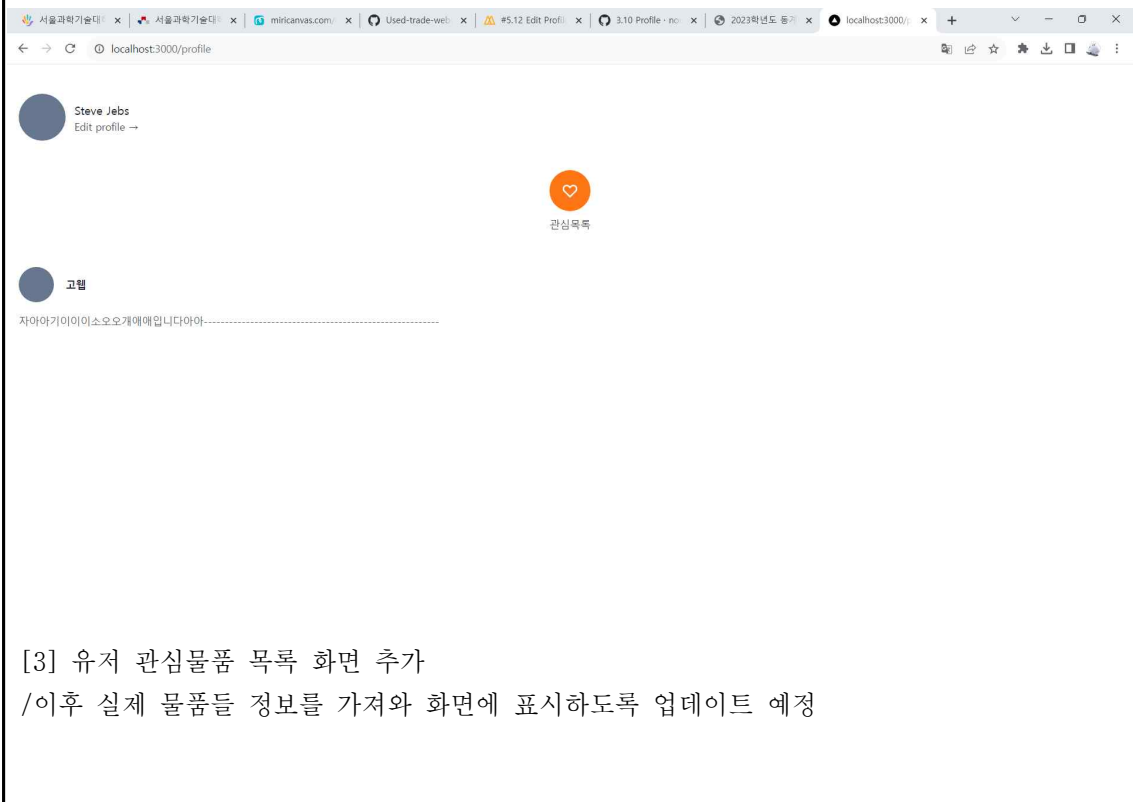 서울과학기술대
서울과학기술대
miricanvas.com/
Used-trade-web
#5.12 Edit Profil
3.10 Profile · no
2023학년도 동계
localhost:3000/p
localhost:3000/profile
Steve Jebs
Edit profile →
관심목록
고웹
자아아기이이이소오오개애애입니다아아--------------------------------------------------------
[3] 유저 관심물품 목록 화면 추가
/이후 실제 물품들 정보를 가져와 화면에 표시하도록 업데이트 예정